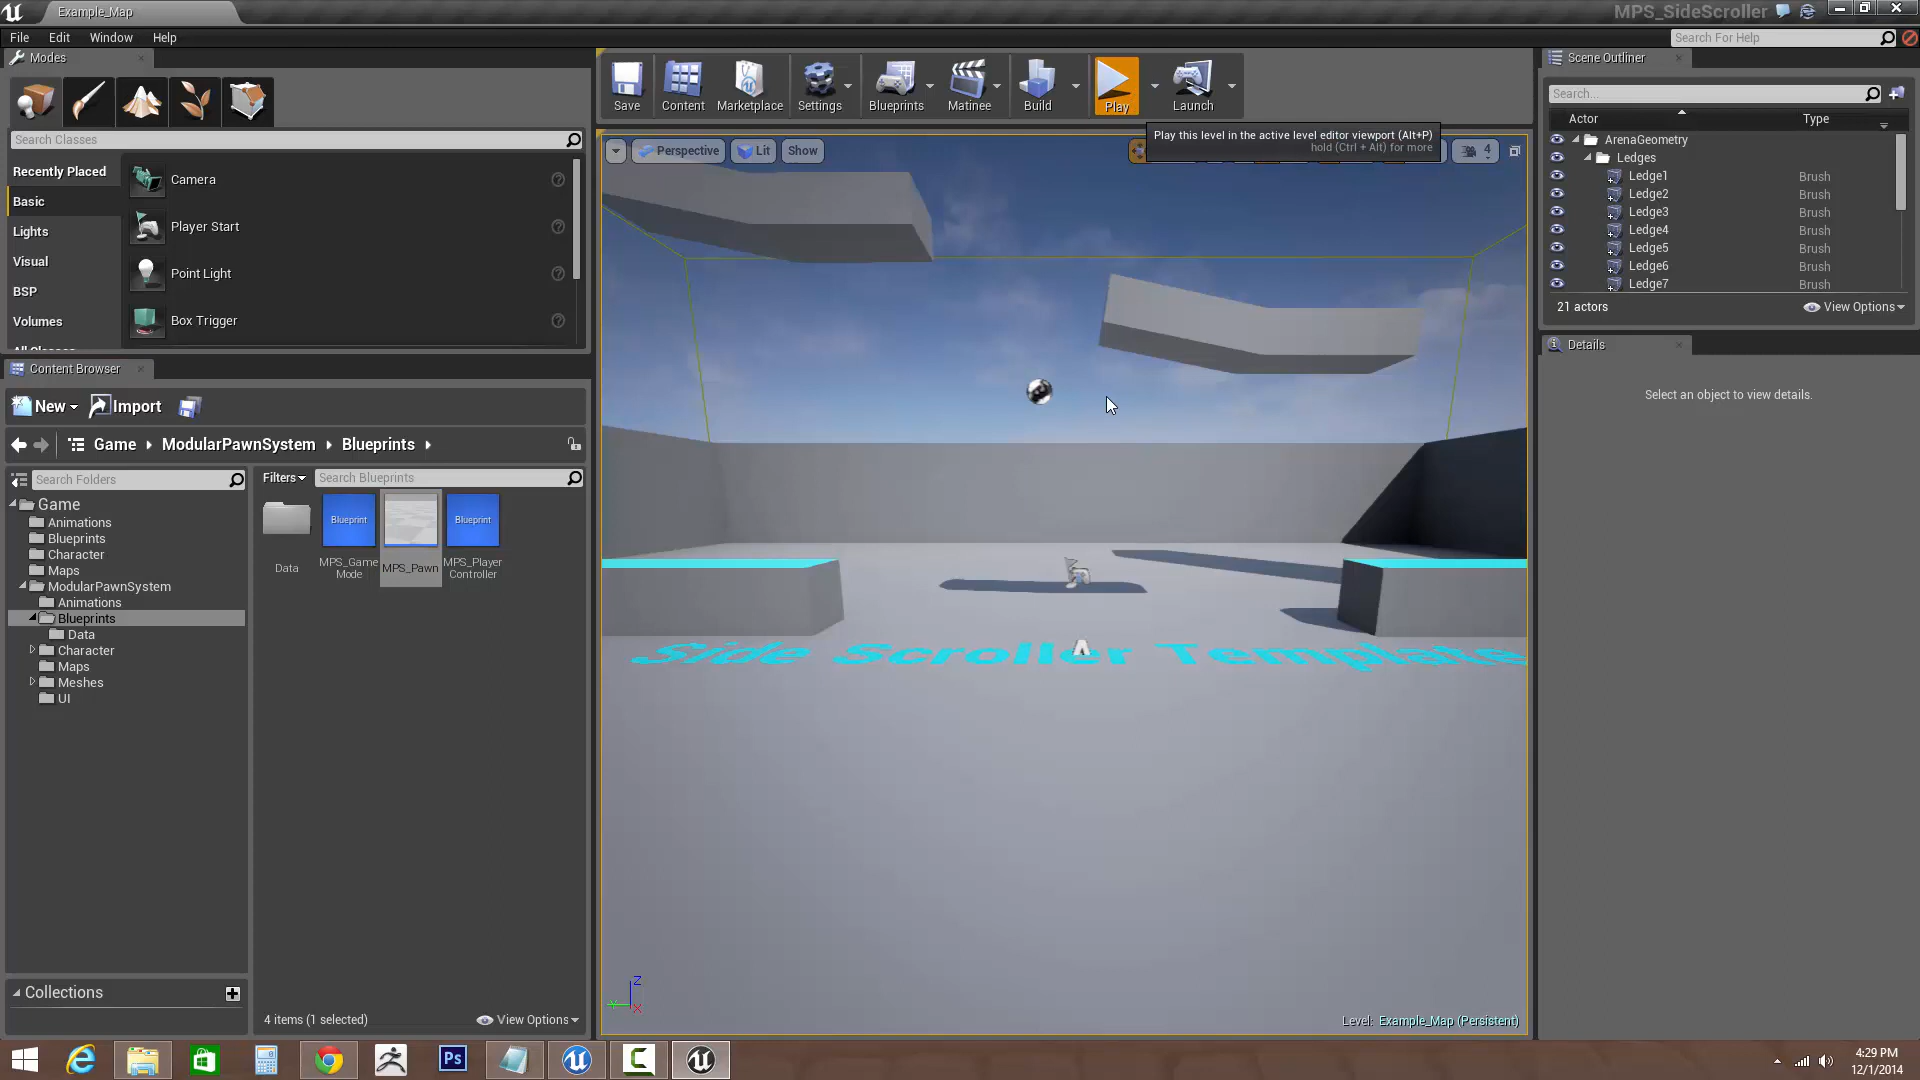 Example_Map
MPS_SideScroller
File Edit Window Help
Search For Help
Modes
Search Classes
Recently Placed
Basic
Lights
Visual
BSP
Volumes
All Classes
Camera
Player Start
Point Light
Box Trigger
Save
Content
Marketplace
Settings
Blueprints
Matinee
Build
Play
Launch
Play this level in the active level editor viewport (Alt+P)
hold (Ctrl + Alt) for more
Perspective
Lit
Show
4
Side Scroller Template
Z
Y
X
Level: Example_Map (Persistent)
Scene Outliner
Search...
Actor Type
ArenaGeometry
Ledges
Ledge1 Brush
Ledge2 Brush
Ledge3 Brush
Ledge4 Brush
Ledge5 Brush
Ledge6 Brush
Ledge7 Brush
21 actors
View Options
Details
Select an object to view details.
Content Browser
New
Import
Game
ModularPawnSystem
Blueprints
Search Folders
Game
Animations
Blueprints
Character
Maps
ModularPawnSystem
Animations
Blueprints
Data
Character
Maps
Meshes
UI
Collections
Filters
Search Blueprints
Blueprint
Blueprint
Data
MPS_Game
Mode
MPS_Pawn
MPS_Player
Controller
4 items (1 selected)
View Options
Ps
4:29 PM
12/1/2014